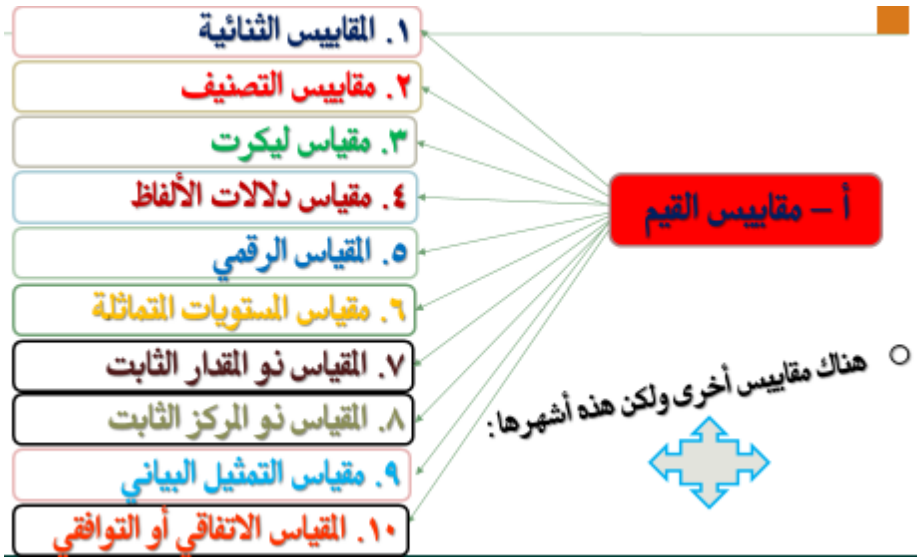 أ – مقاييس القيم
١. المقاييس الثنائية
٢. مقاييس التصنيف
٣. مقياس ليكرت
٤. مقياس دلالات الألفاظ
٥. المقياس الرقمي
٦. مقياس المستويات المتماثلة
٧. المقياس ذو المقدار الثابت
٨. المقياس ذو المركز الثابت
٩. مقياس التمثيل البياني
١٠. المقياس الاتفاقي أو التوافقي
هناك مقاييس أخرى ولكن هذه أشهرها :